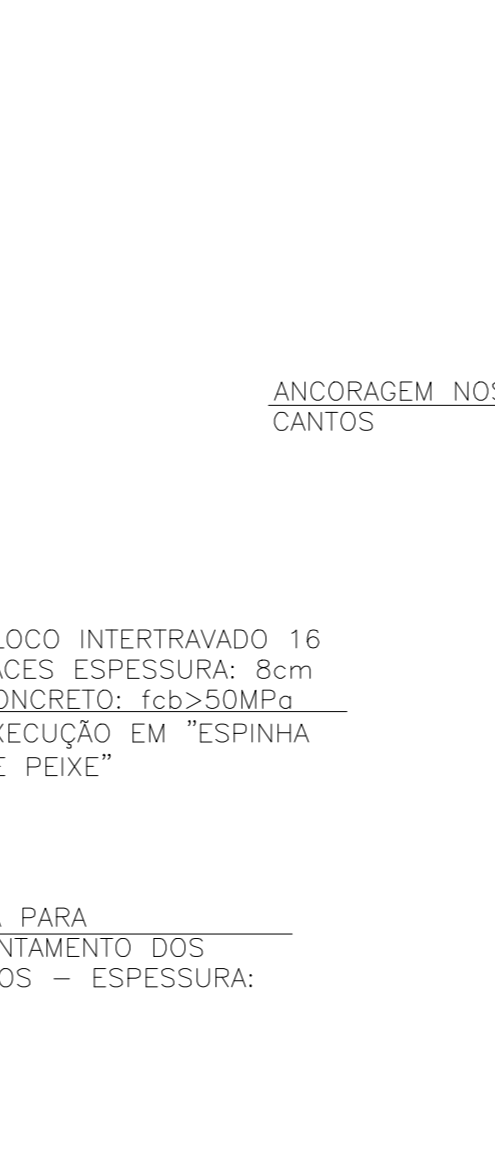 ANCORAGEM NOS
CANTOS
LOCO INTERTRAVADO 16
ACES ESPESSURA: 8cm
ONCRETO: fcb>50MPa
XECUÇÃO EM "ESPINHA
E PEIXE"
A PARA
NTAMENTO DOS
OS – ESPESSURA: